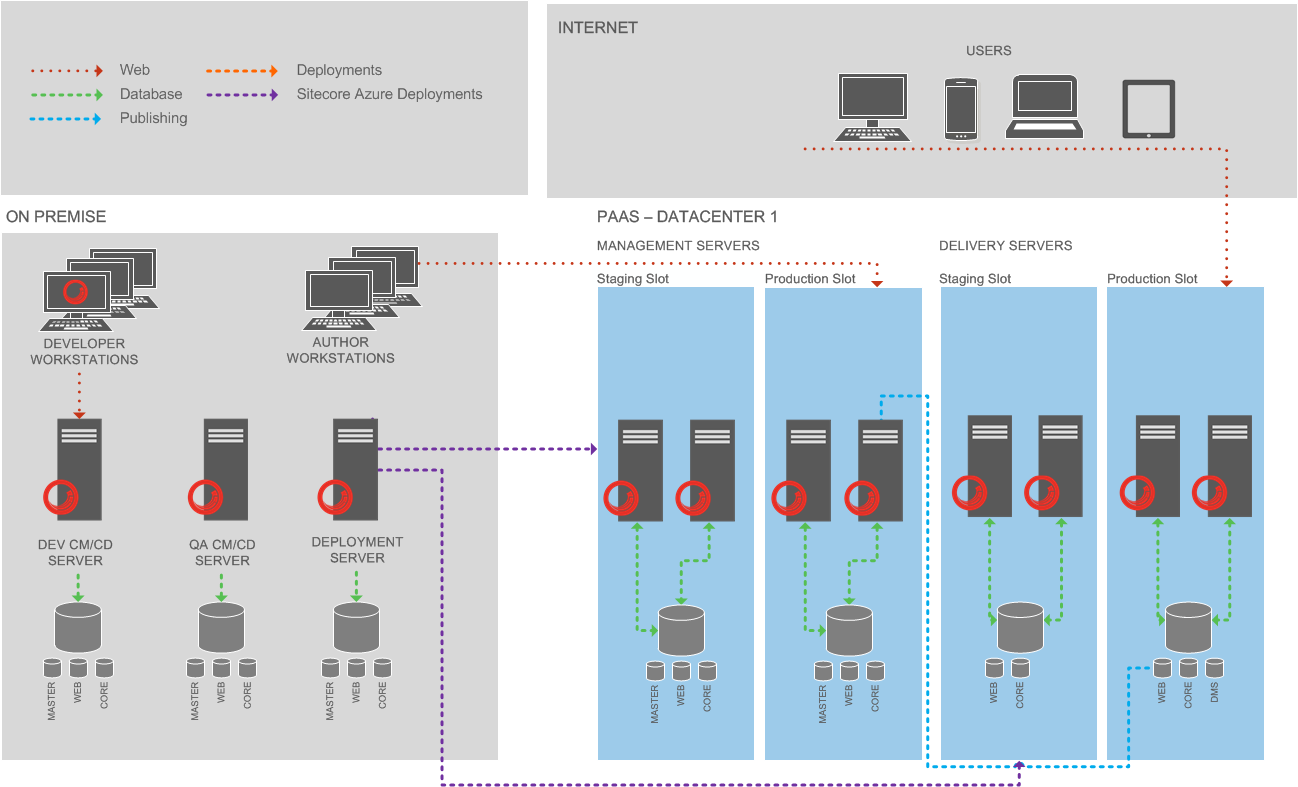 Web
Database
Publishing
Deployments
Sitecore Azure Deployments
INTERNET
USERS
ON PREMISE
DEVELOPER
WORKSTATIONS
AUTHOR
WORKSTATIONS
DEV CM/CD
SERVER
QA CM/CD
SERVER
DEPLOYMENT
SERVER
MASTER
WEB
CORE
MASTER
WEB
CORE
MASTER
WEB
CORE
PAAS – DATACENTER 1
MANAGEMENT SERVERS
Staging Slot
Production Slot
MASTER
WEB
CORE
MASTER
WEB
CORE
DELIVERY SERVERS
Staging Slot
Production Slot
WEB
CORE
WEB
CORE
DMS